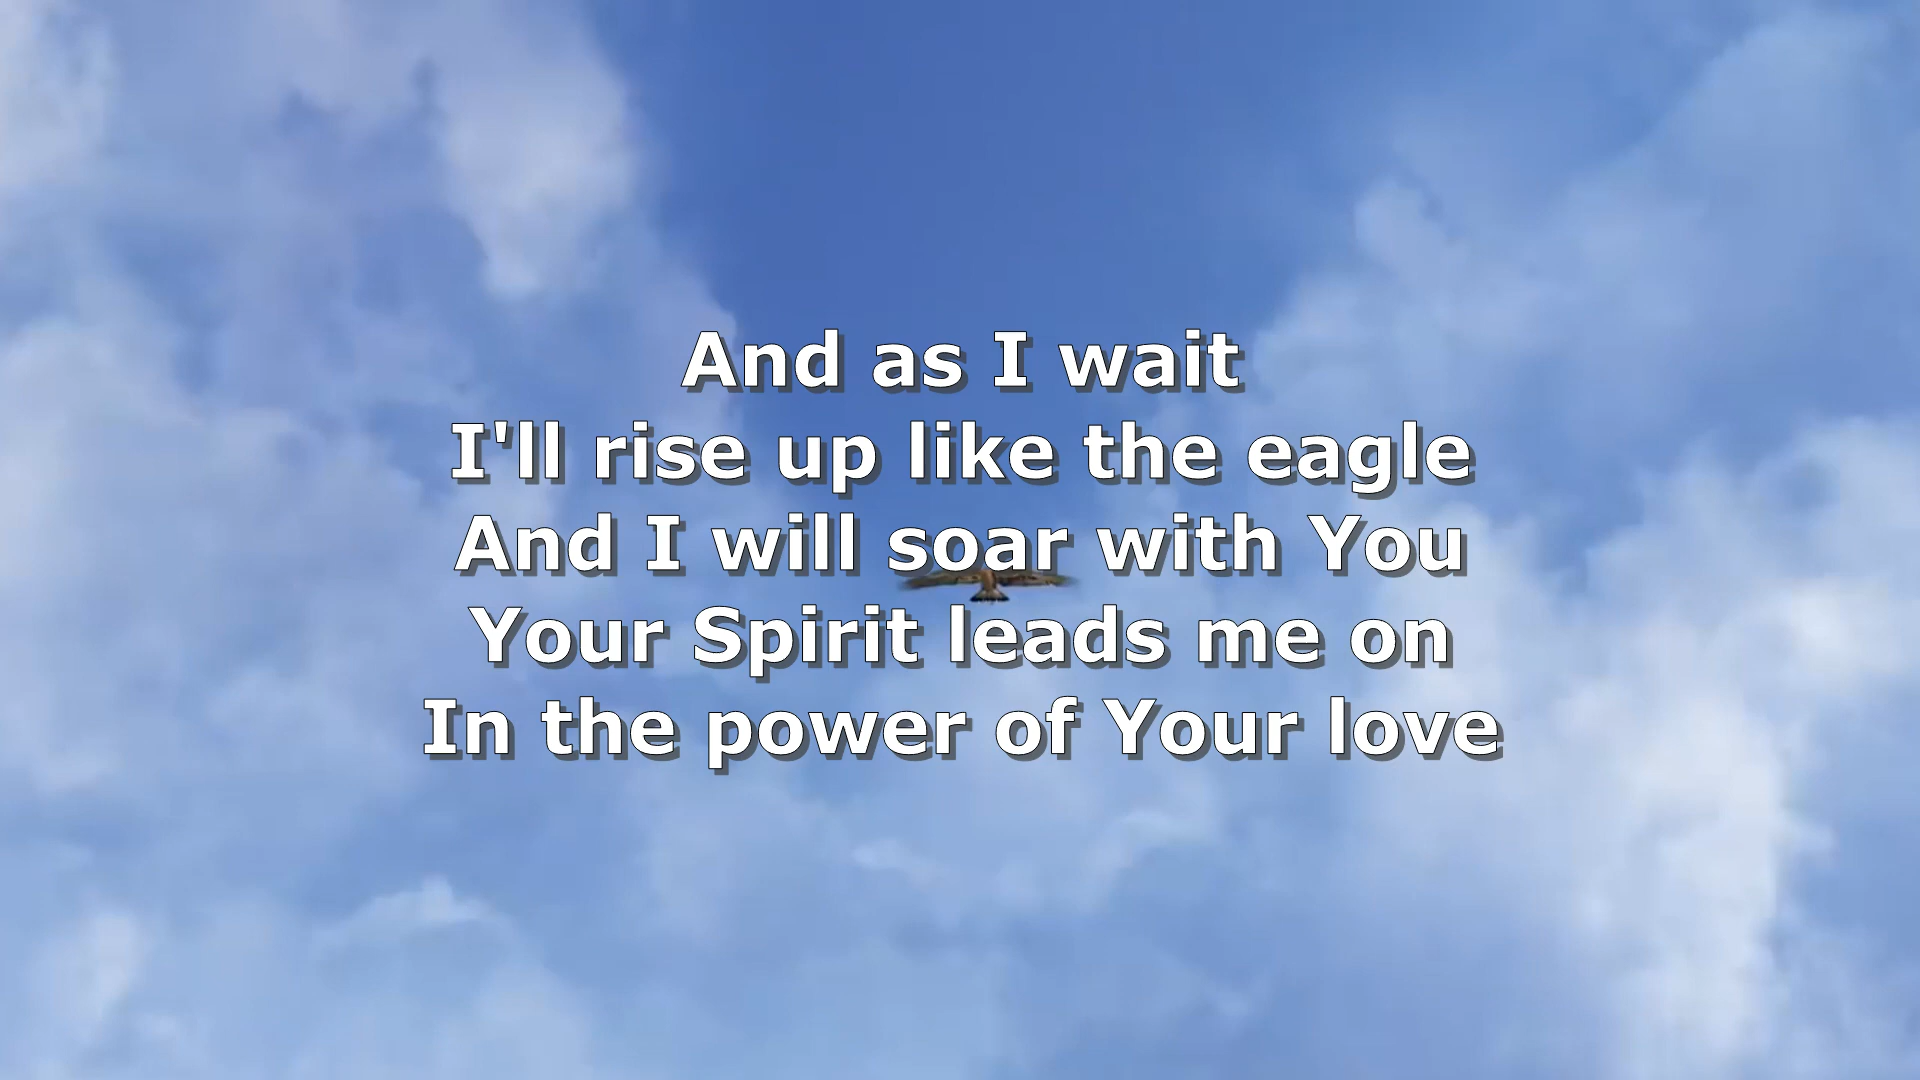 And as I wait
I'll rise up like the eagle
And I will soar with You
Your Spirit leads me on
In the power of Your love